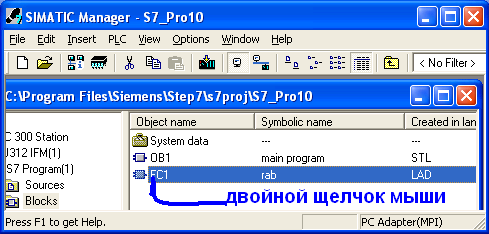 SIMATIC Manager - S7_Pro10
File Edit Insert PLC View Options Window Help
< No Filter >
C:\Program Files\Siemens\Step7\s7proj\S7_Pro10
Object name Symbolic name Created in lan
C 300 Station
J312 IFM(1)
S7 Program(1)
Sources
Blocks
System data --- ---
OB1 main program STL
FC1 rab LAD
двойной щелчок мыши
Press F1 to get Help. PC Adapter(MPI)